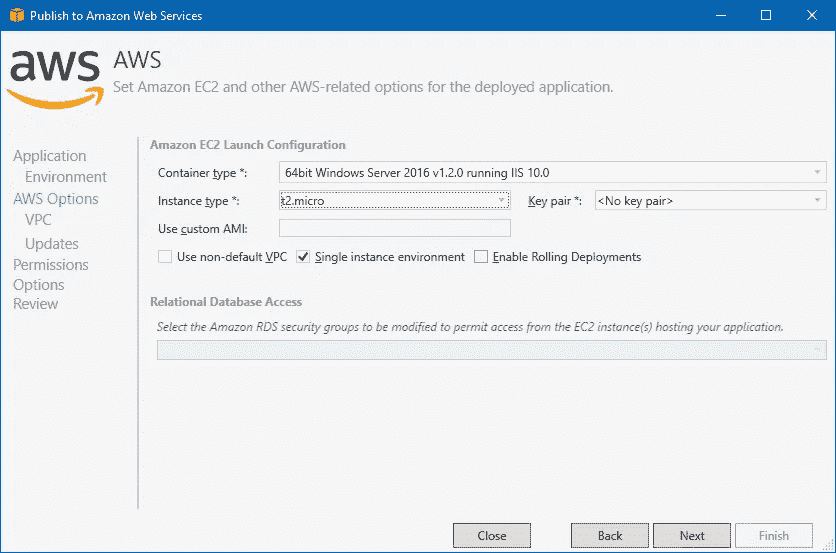 Publish to Amazon Web Services
aws
AWS
Set Amazon EC2 and other AWS-related options for the deployed application.
Application
Environment
AWS Options
VPC
Updates
Permissions
Options
Review
Amazon EC2 Launch Configuration
Container type *: 64bit Windows Server 2016 v1.2.0 running IIS 10.0
Instance type *: t2.micro Key pair *: <No key pair>
Use custom AMI:
Use non-default VPC Single instance environment Enable Rolling Deployments
Relational Database Access
Select the Amazon RDS security groups to be modified to permit access from the EC2 instance(s) hosting your application.
Close Back Next Finish